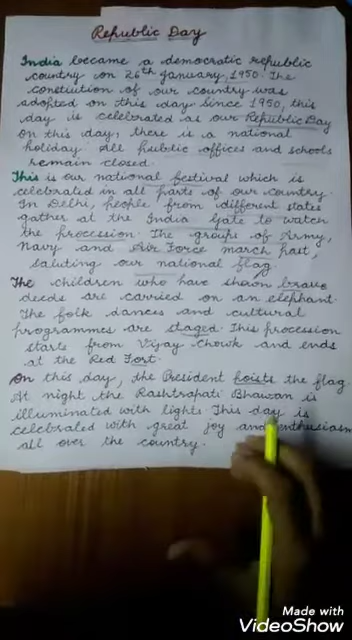 Republic Day
India became a democratic republic
country on 26th January, 1950. The
constuution of our country was
adopted on this day. Since 1950, this
day is celebrated as our Republic Day
on this day, there is a national
holiday. All public offices and schools
remain closed.
This is our national festival which is
celebrated in all parts of our country.
In Delhi, people from different states
gather at the India Gate to watch
the procession. The groups of Army,
Navy and Air Force march past,
saluting our national flag.
The children who have shown brave
deeds are carried on an elephant.
The folk dances and cultural
programmes are staged. This procession
starts from Vijay Chowk and ends
at the Red Fort.
On this day, the President hoists the flag
At night the Rashtrapati Bhawan is
illuminated with lights. This day is
celebrated with great joy and enthusiasm
all over the country.
Made with
VideoShow